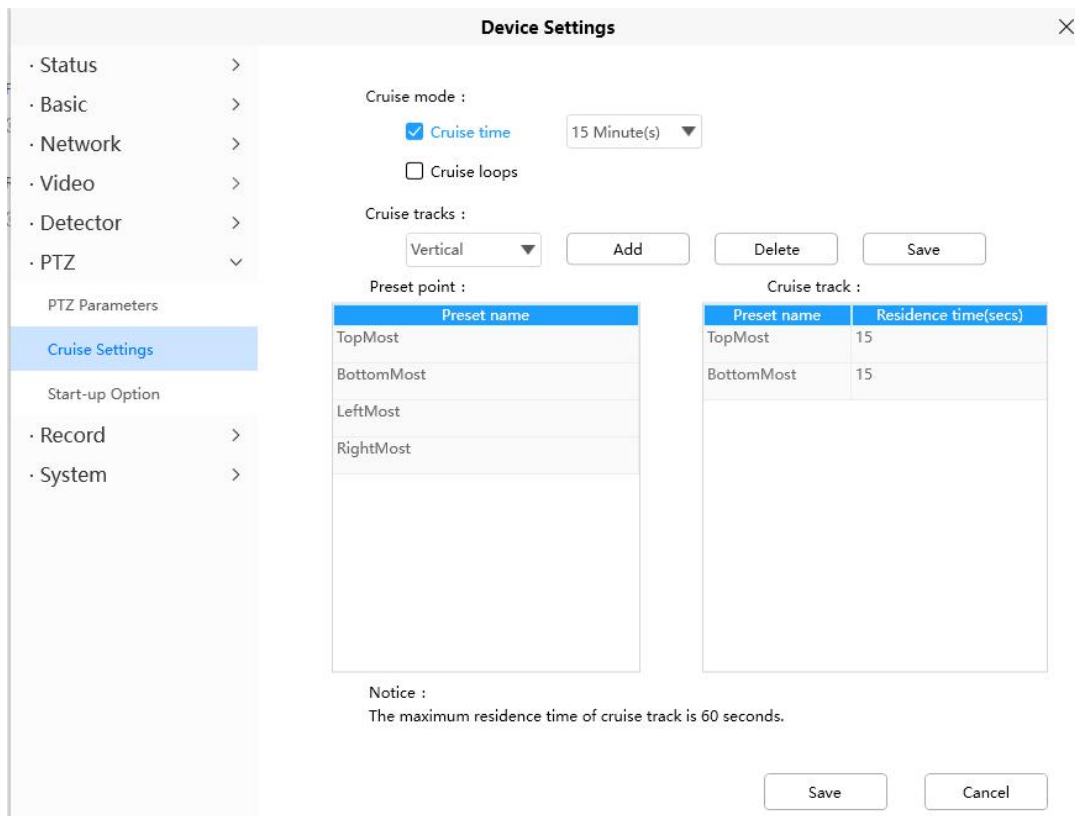 Device Settings
· Status
· Basic
· Network
· Video
· Detector
· PTZ
PTZ Parameters
Cruise Settings
Start-up Option
· Record
· System
Cruise mode :
Cruise time 15 Minute(s)
Cruise loops
Cruise tracks :
Vertical Add Delete Save
Preset point :
Preset name
TopMost
BottomMost
LeftMost
RightMost
Cruise track :
Preset name Residence time(secs)
TopMost 15
BottomMost 15
Notice :
The maximum residence time of cruise track is 60 seconds.
Save Cancel